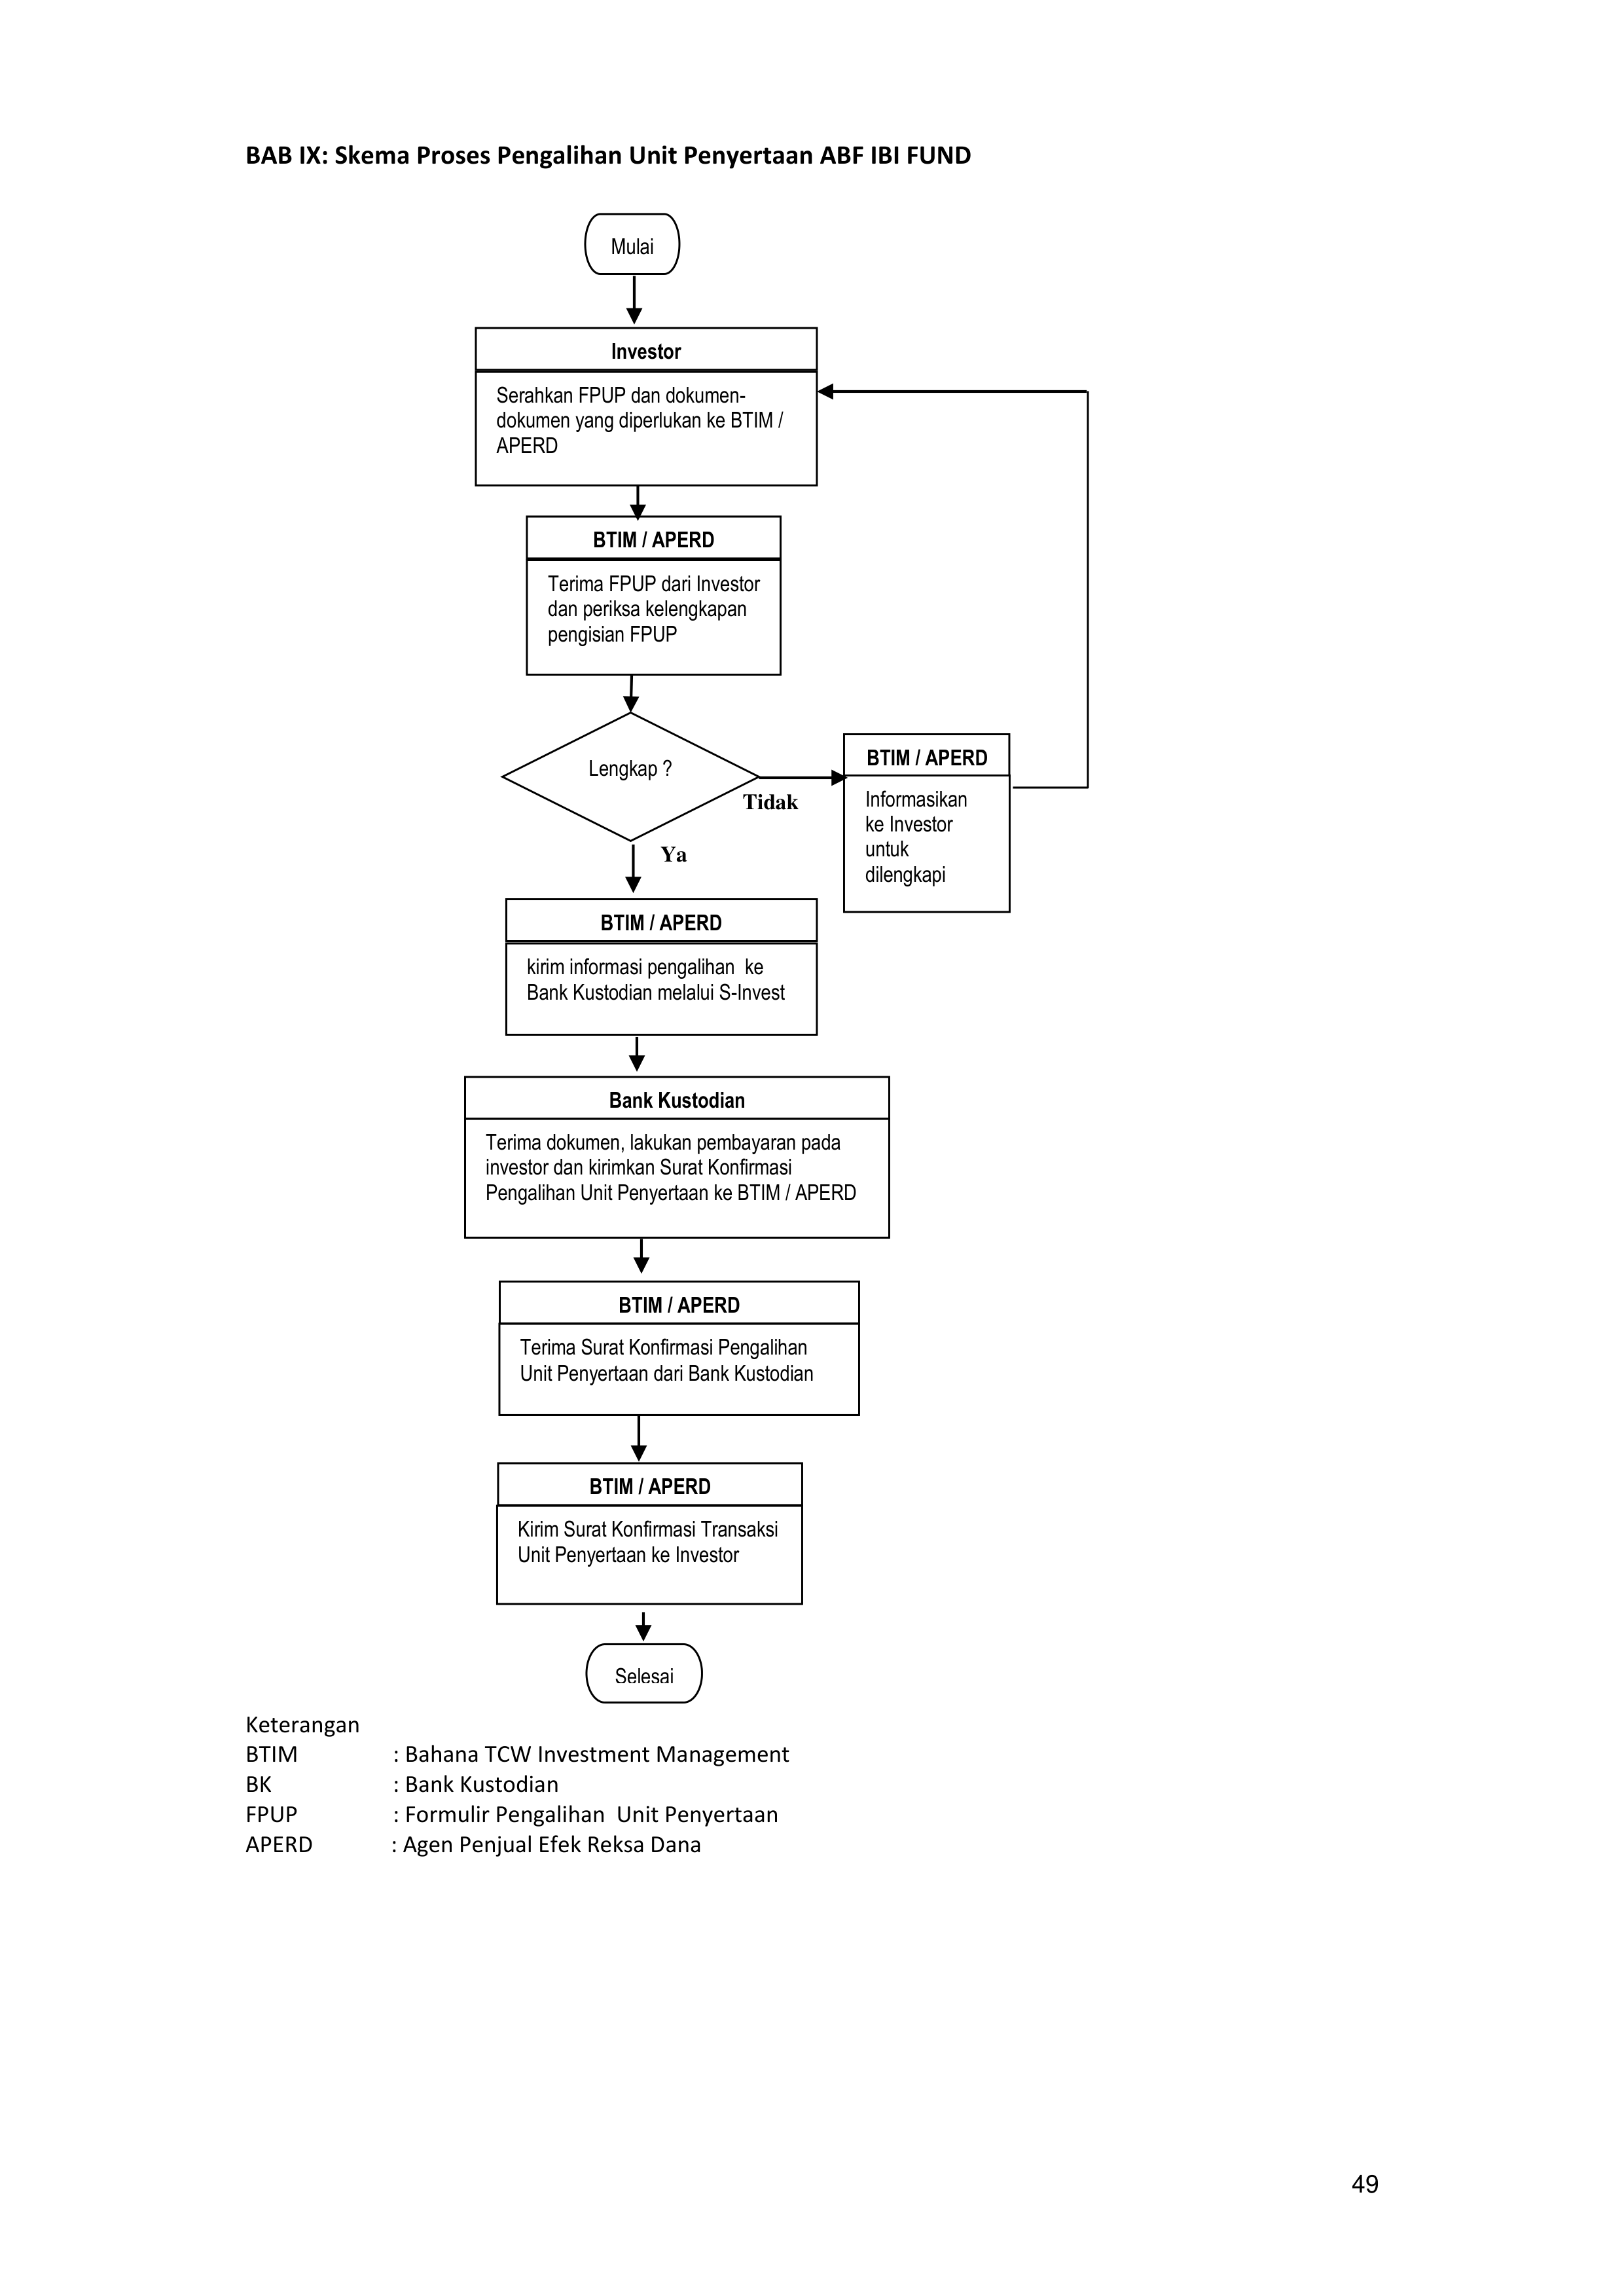 BAB IX: Skema Proses Pengalihan Unit Penyertaan ABF IBI FUND
Mulai
Investor
Serahkan FPUP dan dokumen-
dokumen yang diperlukan ke BTIM /
APERD
BTIM / APERD
Terima FPUP dari Investor
dan periksa kelengkapan
pengisian FPUP
Lengkap ?
Tidak
BTIM / APERD
Informasikan
ke Investor
untuk
dilengkapi
Ya
BTIM / APERD
kirim informasi pengalihan  ke
Bank Kustodian melalui S-Invest
Bank Kustodian
Terima dokumen, lakukan pembayaran pada
investor dan kirimkan Surat Konfirmasi
Pengalihan Unit Penyertaan ke BTIM / APERD
BTIM / APERD
Terima Surat Konfirmasi Pengalihan
Unit Penyertaan dari Bank Kustodian
BTIM / APERD
Kirim Surat Konfirmasi Transaksi
Unit Penyertaan ke Investor
Selesai
Keterangan
BTIM : Bahana TCW Investment Management
BK : Bank Kustodian
FPUP : Formulir Pengalihan  Unit Penyertaan
APERD : Agen Penjual Efek Reksa Dana
49